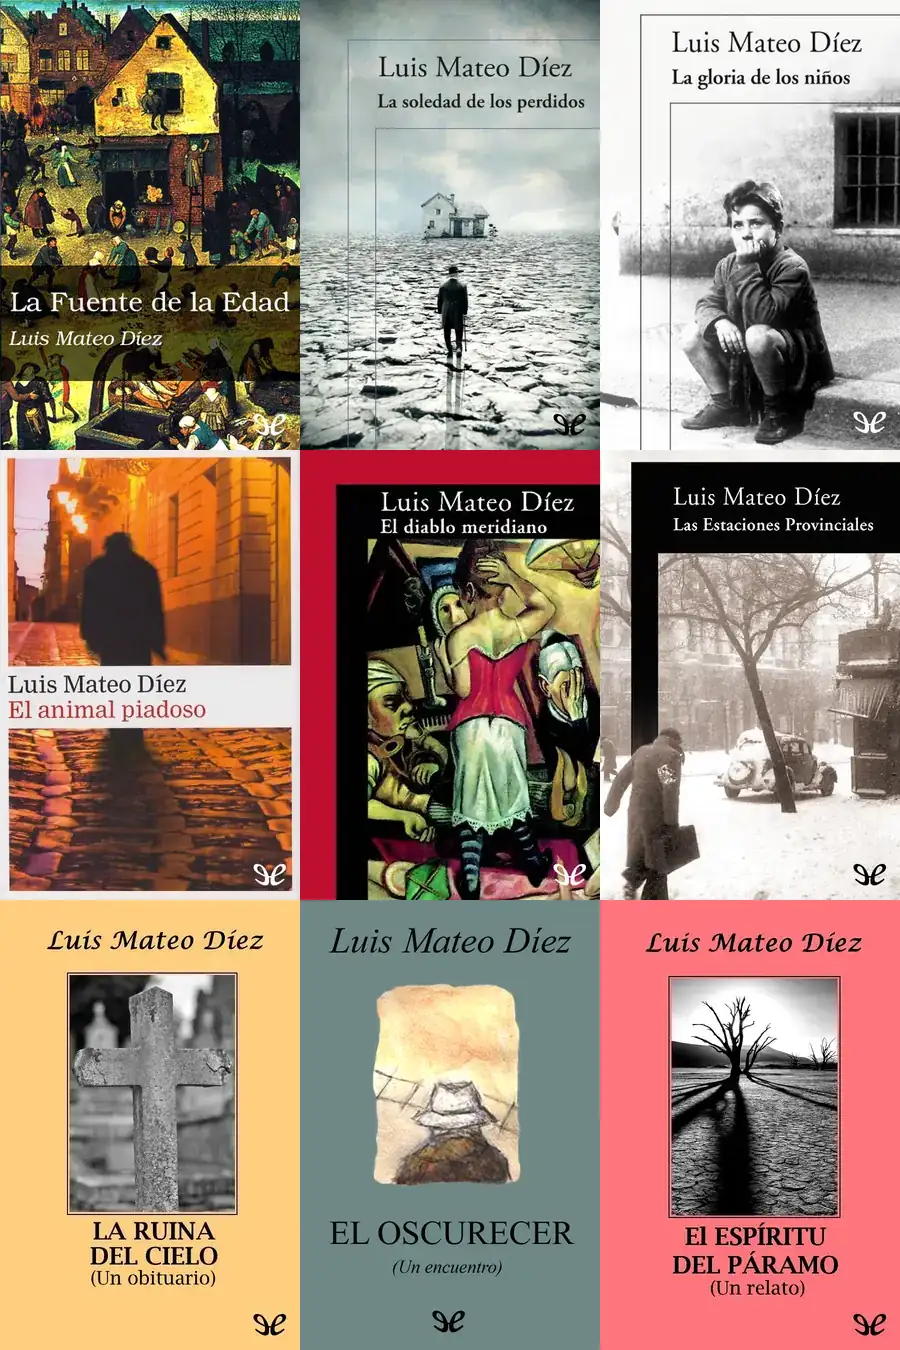 La Fuente de la Edad
Luis Mateo Díez
Luis Mateo Díez
La soledad de los perdidos
Luis Mateo Díez
La gloria de los niños
Luis Mateo Díez
El animal piadoso
Luis Mateo Díez
El diablo meridiano
Luis Mateo Díez
Las Estaciones Provinciales
Luis Mateo Díez
LA RUINA
DEL CIELO
(Un obituario)
Luis Mateo Díez
EL OSCURECER
(Un encuentro)
Luis Mateo Díez
El ESPÍRITU
DEL PÁRAMO
(Un relato)